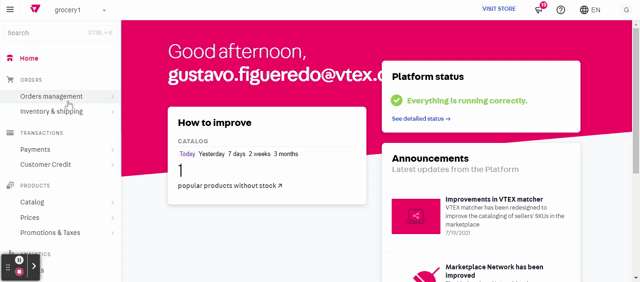 grocery1
VISIT STORE
EN
G
Search
CTRL + K
Home
ORDERS
Orders management
Inventory & shipping
TRANSACTIONS
Payments
Customer Credit
PRODUCTS
Catalog
Prices
Promotions & Taxes
Good afternoon,
gustavo.figueredo@vtex.c
How to improve
CATALOG
Today Yesterday 7 days 2 weeks 3 months
1
popular products without stock
Platform status
Everything is running correctly.
See detailed status →
Announcements
Latest updates from the Platform
Improvements in VTEX matcher
VTEX matcher has been redesigned to
improve the cataloging of sellers' SKUs in the
marketplace
7/19/2021
Marketplace Network has been
improved